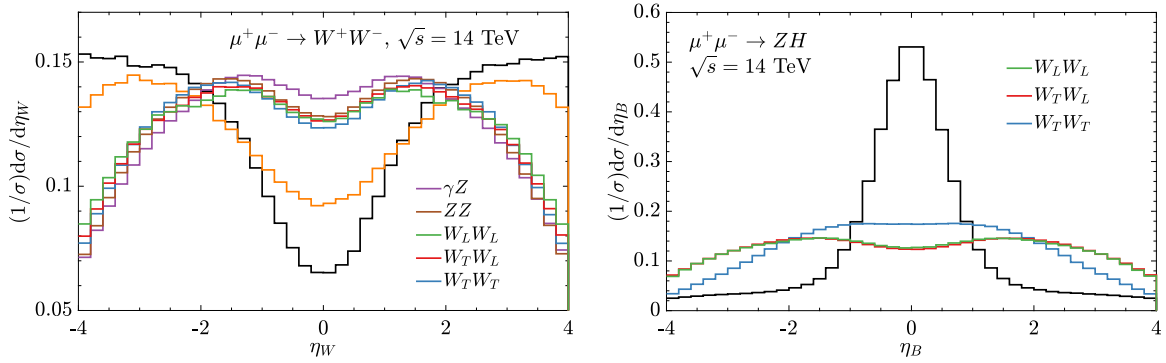 μ⁺μ⁻ → W⁺W⁻, √s = 14 TeV
(1/σ)dσ/dη_W
0.15
0.1
0.05
γZ
ZZ
W_LW_L
W_TW_L
W_TW_T
-4 -2 0 2 4
η_W
μ⁺μ⁻ → ZH
√s = 14 TeV
(1/σ)dσ/dη_B
0.6
0.5
0.4
0.3
0.2
0.1
0
W_LW_L
W_TW_L
W_TW_T
-4 -2 0 2 4
η_B